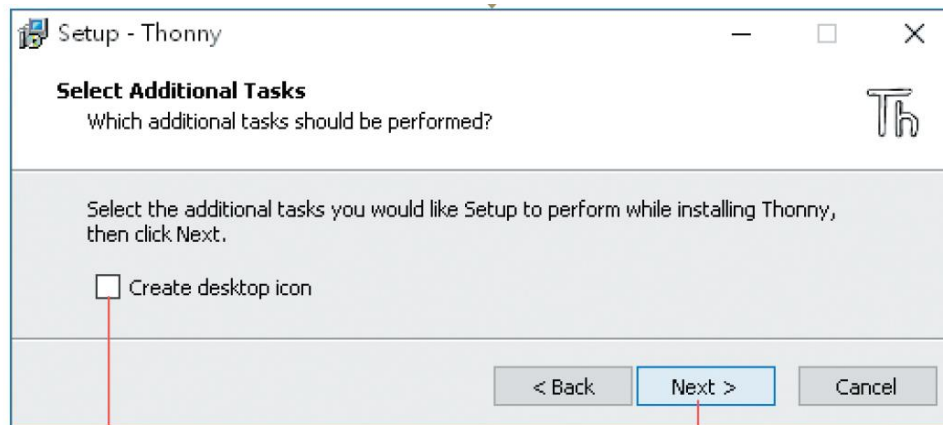 Setup - Thonny
Select Additional Tasks
Which additional tasks should be performed?
Th
Select the additional tasks you would like Setup to perform while installing Thonny,
then click Next.
Create desktop icon
< Back Next > Cancel